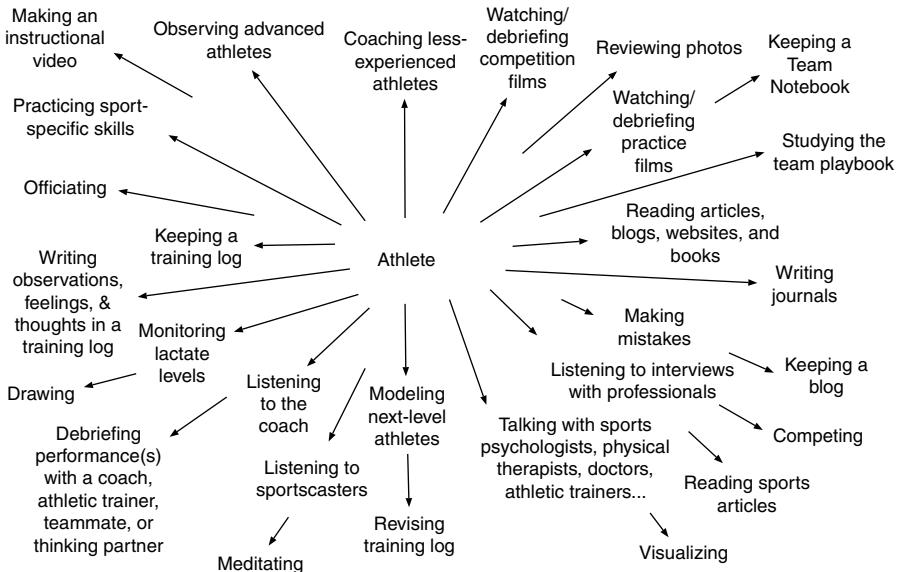 Making an
instructional
video
Observing advanced
athletes
Coaching less-
experienced
athletes
Watching/
debriefing
competition
films
Reviewing photos
Keeping a
Team
Notebook
Practicing sport-
specific skills
Watching/
debriefing
practice
films
Studying the
team playbook
Officiating
Keeping a
training log
Athlete
Reading articles,
blogs, websites, and
books
Writing
observations,
feelings, &
thoughts in a
training log
Writing
journals
Monitoring
lactate
levels
Making
mistakes
Drawing
Listening
to the
coach
Modeling
next-level
athletes
Listening to interviews
with professionals
Keeping a
blog
Debriefing
performance(s)
with a coach,
athletic trainer,
teammate, or
thinking partner
Listening to
sportscasters
Talking with sports
psychologists, physical
therapists, doctors,
athletic trainers...
Competing
Reading sports
articles
Meditating
Revising
training log
Visualizing